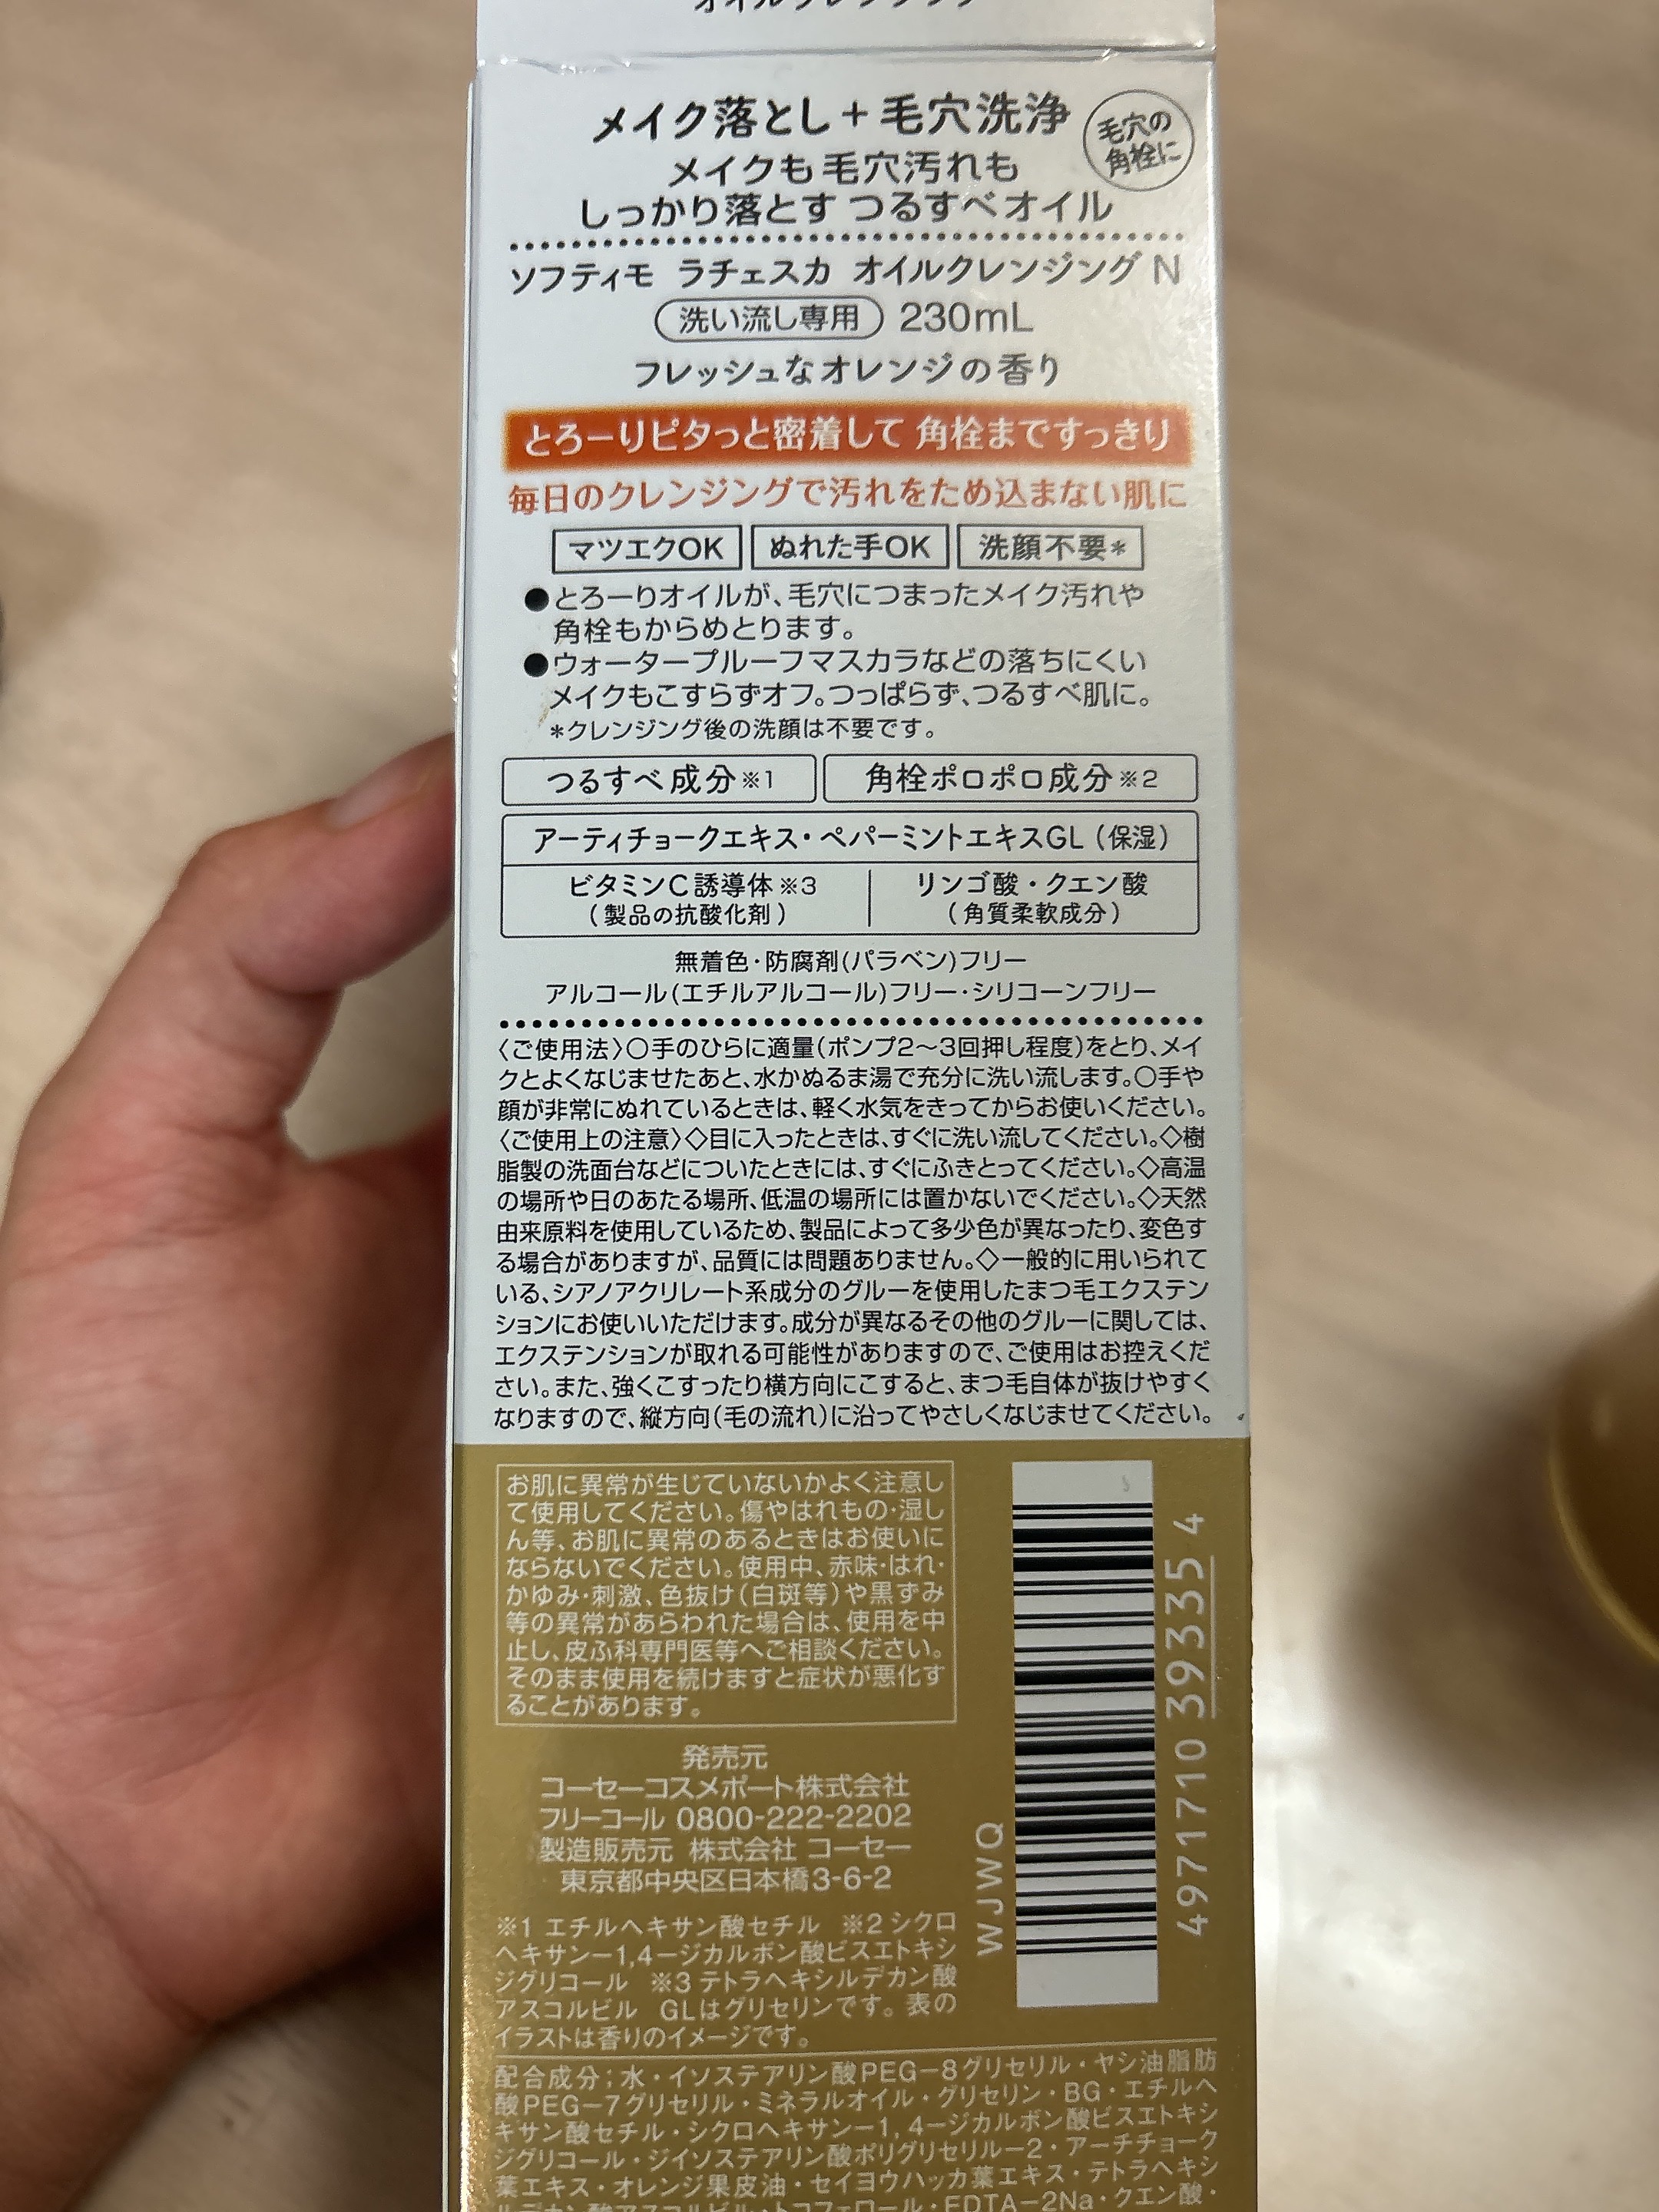 オイルクレンジング
メイク落とし+毛穴洗浄
毛穴の
角栓に
メイクも毛穴汚れも
しっかり落とす つるすべオイル
ソフティモ ラチェスカ オイルクレンジング N
洗い流し専用 230mL
フレッシュなオレンジの香り
とろーりピタっと密着して 角栓まですっきり
毎日のクレンジングで汚れをため込まない肌に
マツエクOK ぬれた手OK 洗顔不要*
●とろーりオイルが、毛穴につまったメイク汚れや
角栓もからめとります。
●ウォータープルーフマスカラなどの落ちにくい
メイクもこすらずオフ。つっぱらず、つるすべ肌に。
*クレンジング後の洗顔は不要です。
つるすべ成分※1 角栓ポロポロ成分※2
アーティチョークエキス・ペパーミントエキスGL(保湿)
ビタミンC誘導体※3 リンゴ酸・クエン酸
(製品の抗酸化剤) (角質柔軟成分)
無着色・防腐剤(パラベン)フリー
アルコール(エチルアルコール)フリー・シリコーンフリー
〈ご使用法〉○手のひらに適量(ポンプ2〜3回押し程度)をとり、メイ
クとよくなじませたあと、水かぬるま湯で充分に洗い流します。○手や
顔が非常にぬれているときは、軽く水気をきってからお使いください。
〈ご使用上の注意〉◇目に入ったときは、すぐに洗い流してください。◇樹
脂製の洗面台などについたときには、すぐにふきとってください。◇高温
の場所や日のあたる場所、低温の場所には置かないでください。◇天然
由来原料を使用しているため、製品によって多少色が異なったり、変色す
る場合がありますが、品質には問題ありません。◇一般的に用いられて
いる、シアノアクリレート系成分のグルーを使用したまつ毛エクステン
ションにお使いいただけます。成分が異なるその他のグルーに関しては、
エクステンションが取れる可能性がありますので、ご使用はお控えくだ
さい。また、強くこすったり横方向にこすると、まつ毛自体が抜けやすく
なりますので、縦方向(毛の流れ)に沿ってやさしくなじませてください。
お肌に異常が生じていないかよく注意し
て使用してください。傷やはれもの・湿し
ん等、お肌に異常のあるときはお使いに
ならないでください。使用中、赤味・はれ・
かゆみ・刺激、色抜け(白斑等)や黒ずみ
等の異常があらわれた場合は、使用を中
止し、皮ふ科専門医等へご相談ください。
そのまま使用を続けますと症状が悪化す
ることがあります。
発売元
コーセーコスメポート株式会社
フリーコール 0800-222-2202
製造販売元 株式会社 コーセー
東京都中央区日本橋3-6-2
WJWQ
4971710 393354
※1 エチルヘキサン酸セチル ※2 シクロ
ヘキサン−1,4−ジカルボン酸ビスエトキシ
ジグリコール ※3 テトラヘキシルデカン酸
アスコルビル GLはグリセリンです。表の
イラストは香りのイメージです。
配合成分;水・イソステアリン酸PEG−8グリセリル・ヤシ油脂肪
酸PEG−7グリセリル・ミネラルオイル・グリセリン・BG・エチルヘ
キサン酸セチル・シクロヘキサン−1,4−ジカルボン酸ビスエトキシ
ジグリコール・ジイソステアリン酸ポリグリセリル−2・アーチチョーク
葉エキス・オレンジ果皮油・セイヨウハッカ葉エキス・テトラヘキシ
ルデカン酸アスコルビル・トコフェロール・EDTA−2Na・クエン酸・